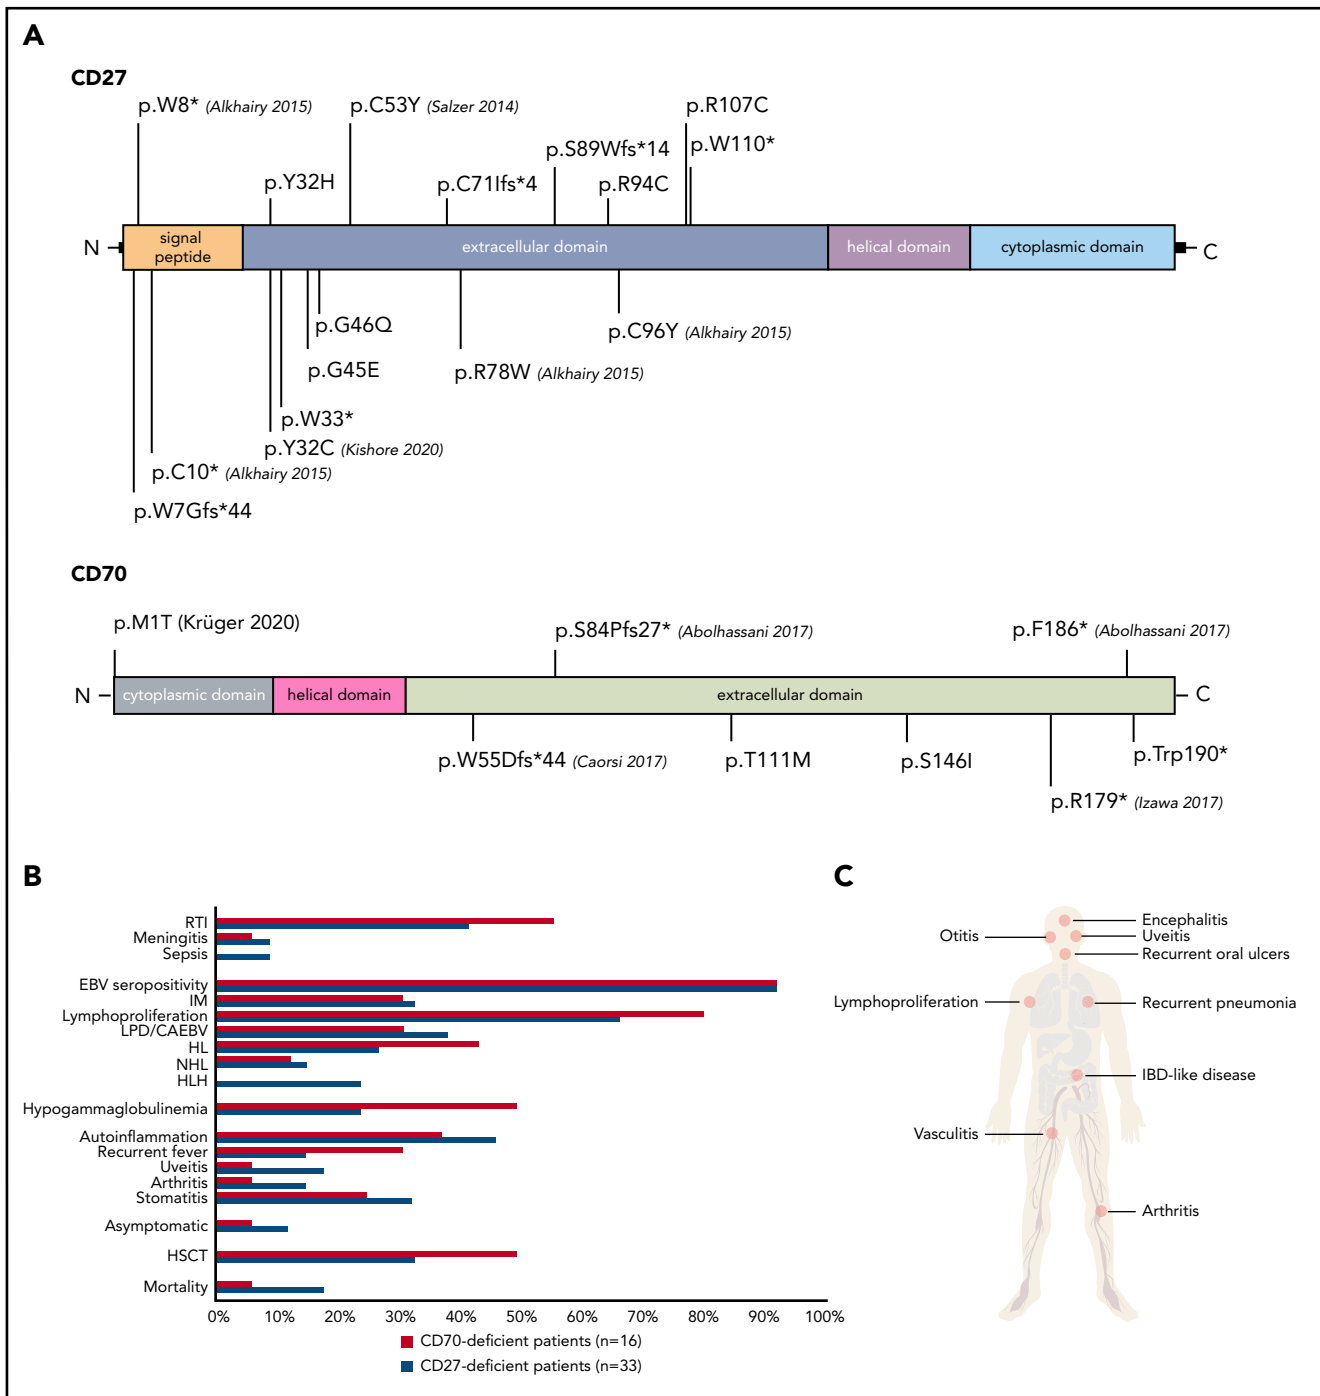 A
CD27
p.W8* (Alkhairy 2015)
p.C53Y (Salzer 2014)
p.R107C
p.S89Wfs*14
p.W110*
p.Y32H
p.C71Ifs*4
p.R94C
N
signal peptide
extracellular domain
helical domain
cytoplasmic domain
C
p.G46Q
p.C96Y (Alkhairy 2015)
p.G45E
p.R78W (Alkhairy 2015)
p.W33*
p.Y32C (Kishore 2020)
p.C10* (Alkhairy 2015)
p.W7Gfs*44
CD70
p.M1T (Krüger 2020)
p.S84Pfs27* (Abolhassani 2017)
p.F186* (Abolhassani 2017)
N
cytoplasmic domain
helical domain
extracellular domain
C
p.W55Dfs*44 (Caorsi 2017)
p.T111M
p.S146I
p.Trp190*
p.R179* (Izawa 2017)
B
RTI
Meningitis
Sepsis
EBV seropositivity
IM
Lymphoproliferation
LPD/CAEBV
HL
NHL
HLH
Hypogammaglobulinemia
Autoinflammation
Recurrent fever
Uveitis
Arthritis
Stomatitis
Asymptomatic
HSCT
Mortality
0% 10% 20% 30% 40% 50% 60% 70% 80% 90% 100%
CD70-deficient patients (n=16)
CD27-deficient patients (n=33)
C
Encephalitis
Otitis
Uveitis
Recurrent oral ulcers
Lymphoproliferation
Recurrent pneumonia
IBD-like disease
Vasculitis
Arthritis